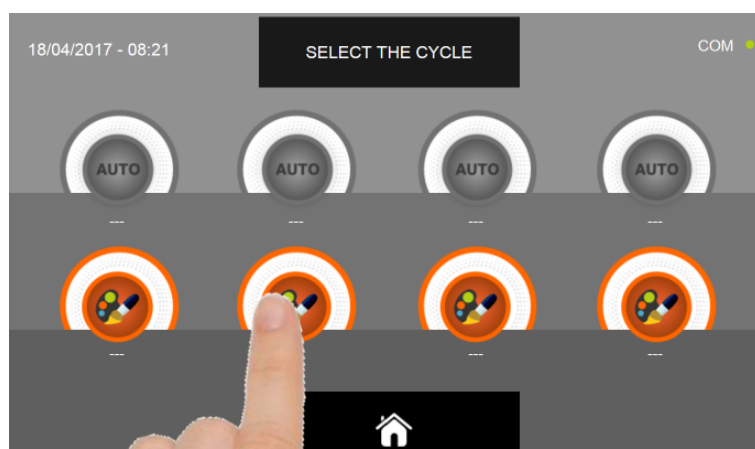 18/04/2017 - 08:21
SELECT THE CYCLE
COM
AUTO AUTO AUTO AUTO
--- --- --- ---
--- --- ---